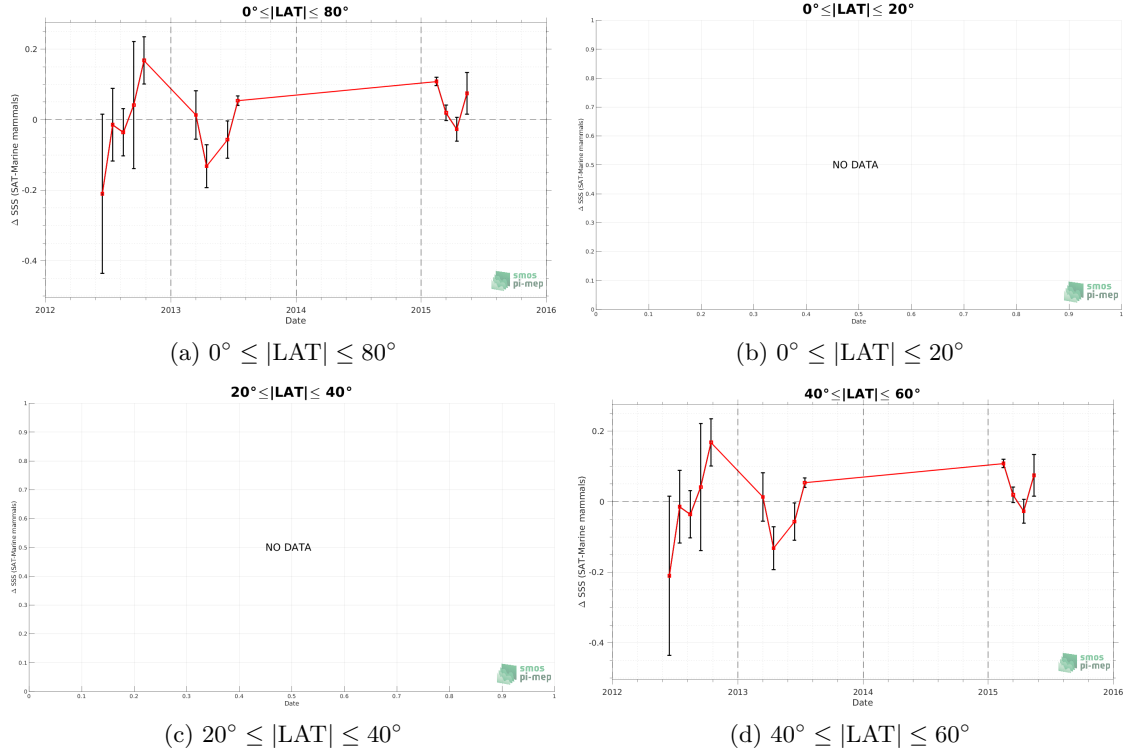 0°≤|LAT|≤ 80°
Δ SSS (SAT-Marine mammals)
0.2
0
-0.2
-0.4
2012 2013 2014 2015 2016
Date
smos
pi-mep
(a) 0° ≤ |LAT| ≤ 80°
0°≤|LAT|≤ 20°
Δ SSS (SAT-Marine mammals)
1
0.9
0.8
0.7
0.6
0.5
0.4
0.3
0.2
0.1
0
NO DATA
0 0.1 0.2 0.3 0.4 0.5 0.6 0.7 0.8 0.9 1
Date
smos
pi-mep
(b) 0° ≤ |LAT| ≤ 20°
20°≤|LAT|≤ 40°
Δ SSS (SAT-Marine mammals)
1
0.9
0.8
0.7
0.6
0.5
0.4
0.3
0.2
0.1
0
NO DATA
0 0.1 0.2 0.3 0.4 0.5 0.6 0.7 0.8 0.9 1
Date
smos
pi-mep
(c) 20° ≤ |LAT| ≤ 40°
40°≤|LAT|≤ 60°
Δ SSS (SAT-Marine mammals)
0.2
0
-0.2
-0.4
2012 2013 2014 2015 2016
Date
smos
pi-mep
(d) 40° ≤ |LAT| ≤ 60°